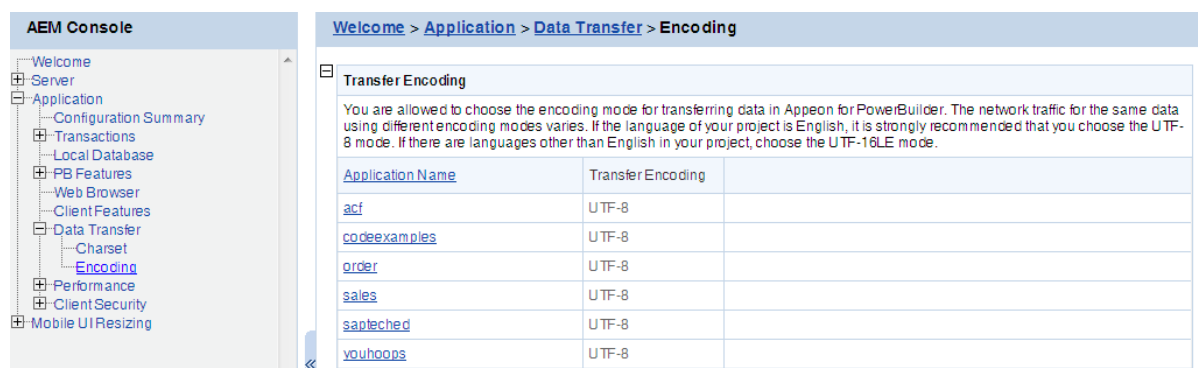 AEM Console
Welcome
Server
Application
Configuration Summary
Transactions
Local Database
PB Features
Web Browser
Client Features
Data Transfer
Charset
Encoding
Performance
Client Security
Mobile UI Resizing
«
Welcome > Application > Data Transfer > Encoding
Transfer Encoding
You are allowed to choose the encoding mode for transferring data in Appeon for PowerBuilder. The network traffic for the same data
using different encoding modes varies. If the language of your project is English, it is strongly recommended that you choose the UTF-
8 mode. If there are languages other than English in your project, choose the UTF-16LE mode.
Application Name Transfer Encoding
acf UTF-8
codeexamples UTF-8
order UTF-8
sales UTF-8
sapteched UTF-8
youhoops UTF-8